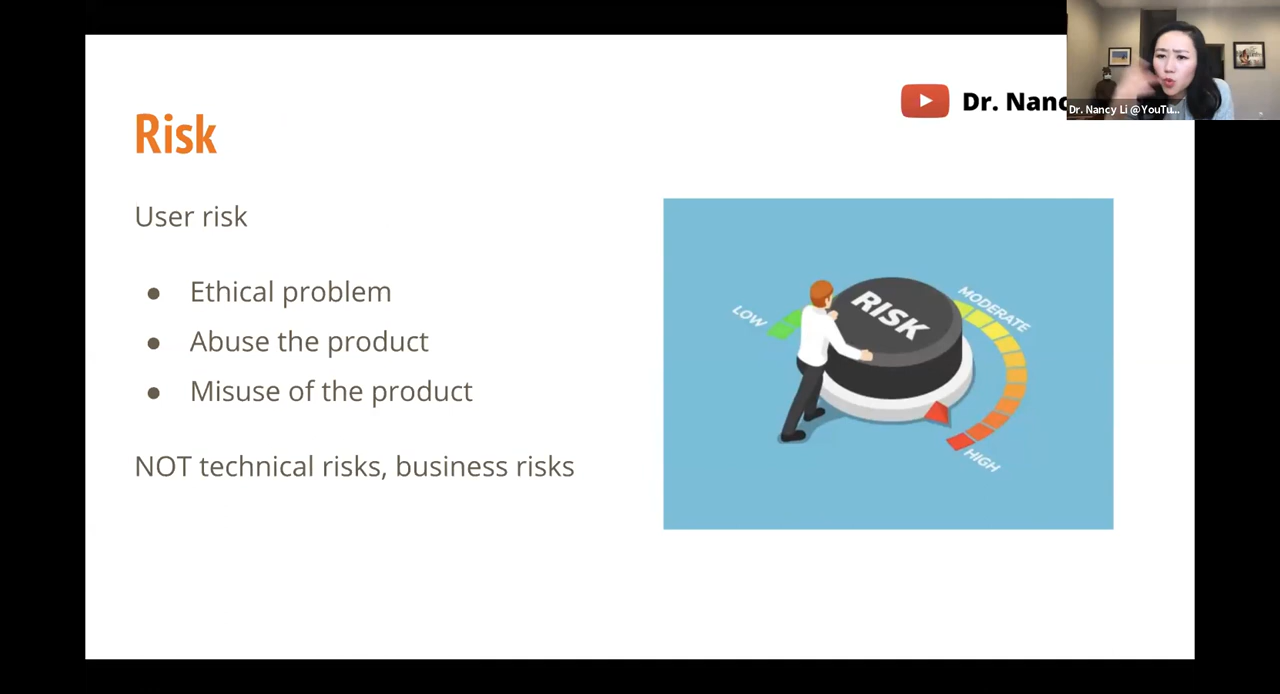 Dr. Nanc
Dr. Nancy Li @YouTu...
Risk
User risk
● Ethical problem
● Abuse the product
● Misuse of the product
NOT technical risks, business risks
RISK
LOW
MODERATE
HIGH